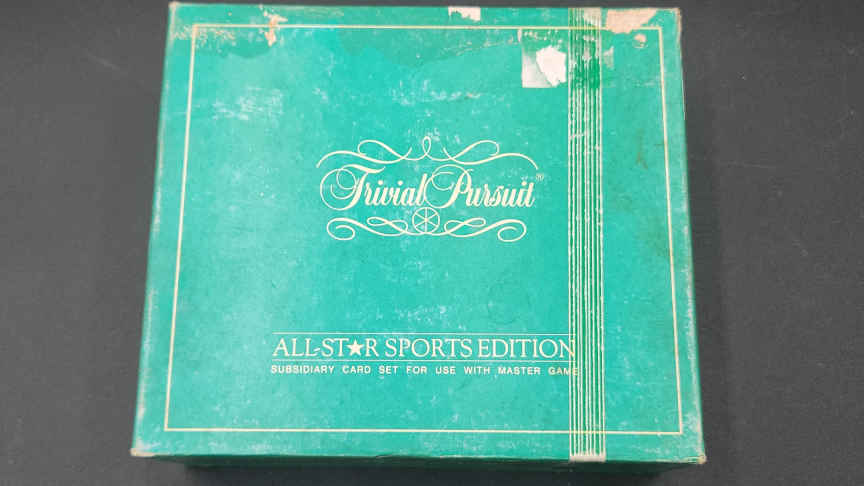 Trivial Pursuit®
ALL-ST★R SPORTS EDITION
SUBSIDIARY CARD SET FOR USE WITH MASTER GAME